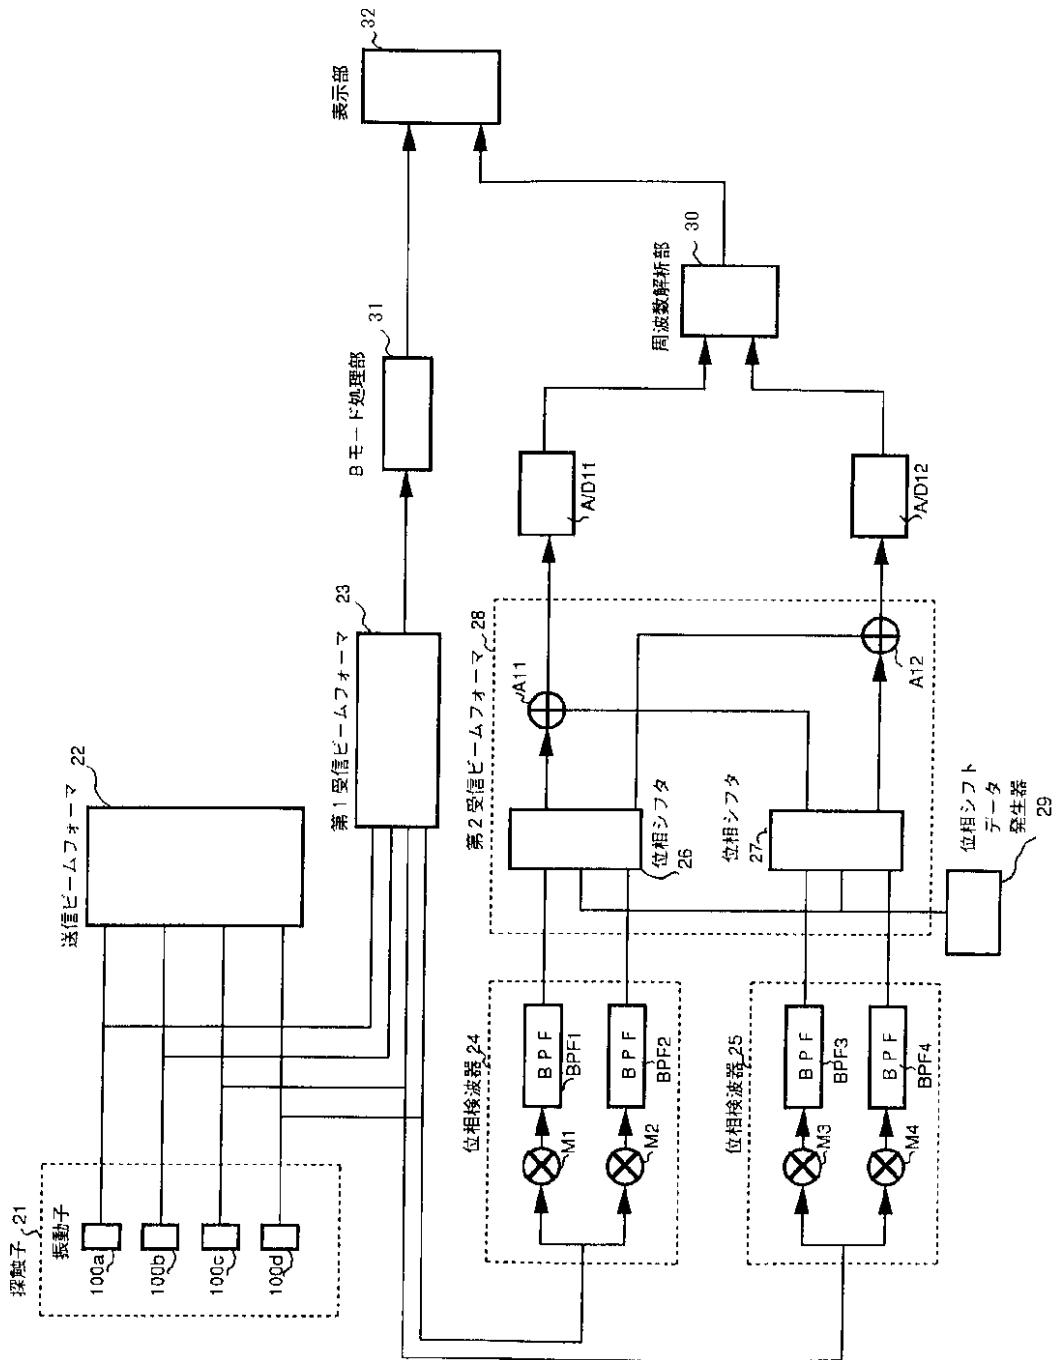 探触子 21
振動子
100a
100b
100c
100d
送信ビームフォーマ
22
第1受信ビームフォーマ
23
Bモード処理部
31
表示部
32
位相検波器 24
M1
M2
BPF
BPF1
BPF
BPF2
位相検波器 25
M3
M4
BPF
BPF3
BPF
BPF4
第2受信ビームフォーマ 28
位相シフタ
26
位相シフタ
27
A11
A12
位相シフト
データ
発生器
29
A/D11
A/D12
周波数解析部
30